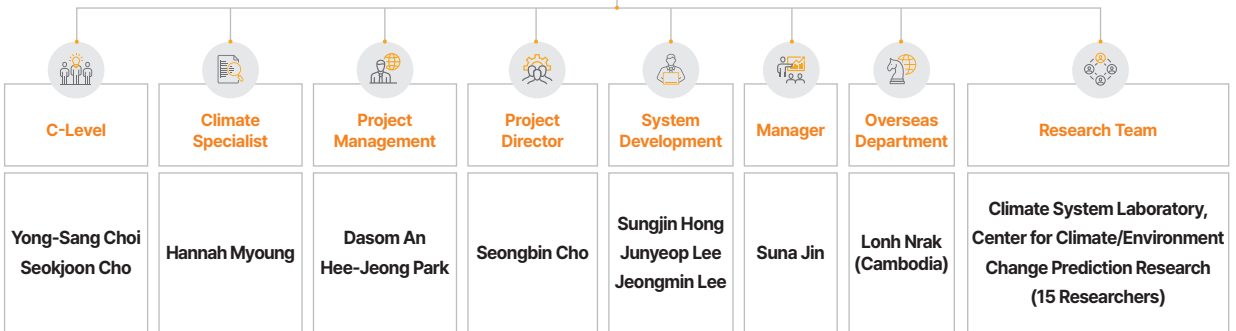 C-Level
Climate
Specialist
Project
Management
Project
Director
System
Development
Manager
Overseas
Department
Research Team
Yong-Sang Choi
Seokjoon Cho
Hannah Myoung
Dasom An
Hee-Jeong Park
Seongbin Cho
Sungjin Hong
Junyeop Lee
Jeongmin Lee
Suna Jin
Lonh Nrak
(Cambodia)
Climate System Laboratory,
Center for Climate/Environment
Change Prediction Research
(15 Researchers)